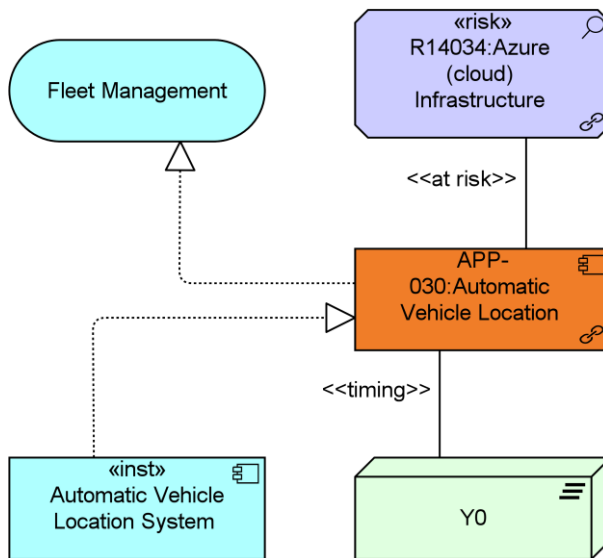 «risk»
R14034:Azure
(cloud)
Infrastructure
Fleet Management
<<at risk>>
APP-
030:Automatic
Vehicle Location
<<timing>>
«inst»
Automatic Vehicle
Location System
Y0